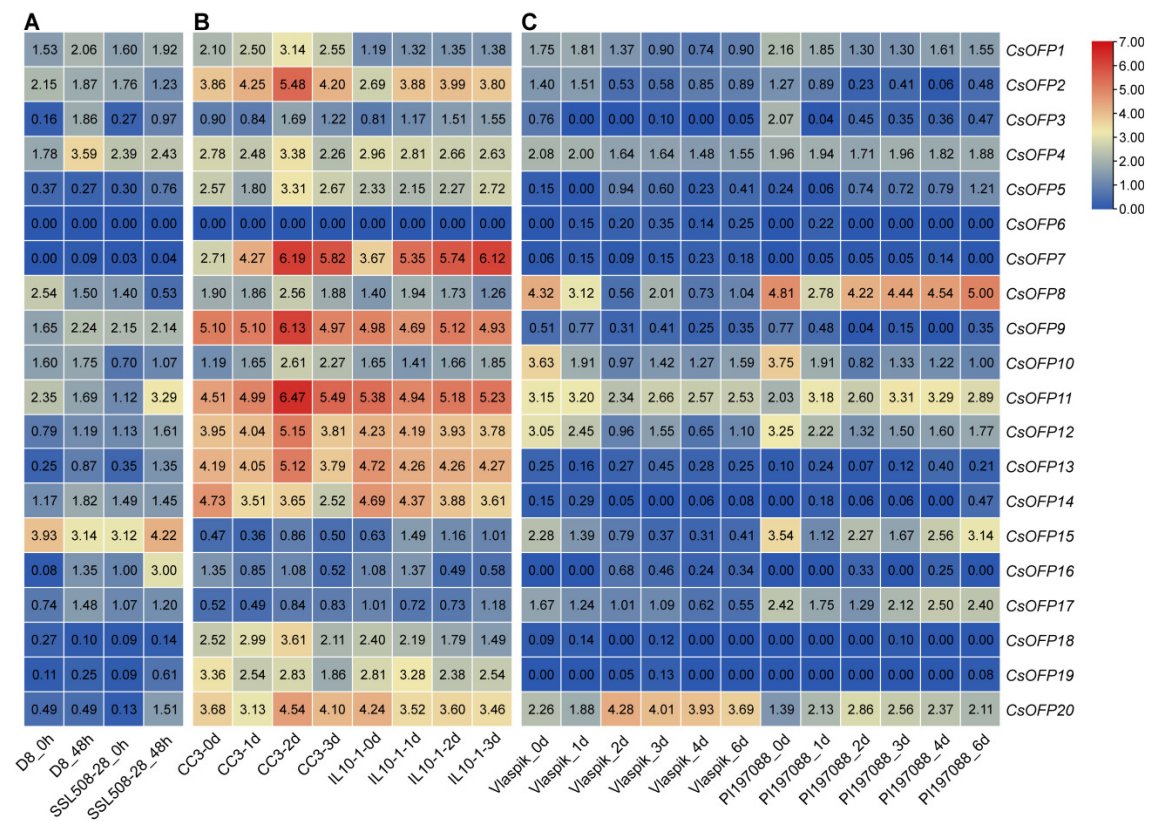 A B C
1.53 2.06 1.60 1.92 2.10 2.50 3.14 2.55 1.19 1.32 1.35 1.38 1.75 1.81 1.37 0.90 0.74 0.90 2.16 1.85 1.30 1.30 1.61 1.55 CsOFP1
2.15 1.87 1.76 1.23 3.86 4.25 5.48 4.20 2.69 3.88 3.99 3.80 1.40 1.51 0.53 0.58 0.85 0.89 1.27 0.89 0.23 0.41 0.06 0.48 CsOFP2
0.16 1.86 0.27 0.97 0.90 0.84 1.69 1.22 0.81 1.17 1.51 1.55 0.76 0.00 0.00 0.10 0.00 0.05 2.07 0.04 0.45 0.35 0.36 0.47 CsOFP3
1.78 3.59 2.39 2.43 2.78 2.48 3.38 2.26 2.96 2.81 2.66 2.63 2.08 2.00 1.64 1.64 1.48 1.55 1.96 1.94 1.71 1.96 1.82 1.88 CsOFP4
0.37 0.27 0.30 0.76 2.57 1.80 3.31 2.67 2.33 2.15 2.27 2.72 0.15 0.00 0.94 0.60 0.23 0.41 0.24 0.06 0.74 0.72 0.79 1.21 CsOFP5
0.00 0.00 0.00 0.00 0.00 0.00 0.00 0.00 0.00 0.00 0.00 0.00 0.00 0.15 0.20 0.35 0.14 0.25 0.00 0.22 0.00 0.00 0.00 0.00 CsOFP6
0.00 0.09 0.03 0.04 2.71 4.27 6.19 5.82 3.67 5.35 5.74 6.12 0.06 0.15 0.09 0.15 0.23 0.18 0.00 0.05 0.05 0.05 0.14 0.00 CsOFP7
2.54 1.50 1.40 0.53 1.90 1.86 2.56 1.88 1.40 1.94 1.73 1.26 4.32 3.12 0.56 2.01 0.73 1.04 4.81 2.78 4.22 4.44 4.54 5.00 CsOFP8
1.65 2.24 2.15 2.14 5.10 5.10 6.13 4.97 4.98 4.69 5.12 4.93 0.51 0.77 0.31 0.41 0.25 0.35 0.77 0.48 0.04 0.15 0.00 0.35 CsOFP9
1.60 1.75 0.70 1.07 1.19 1.65 2.61 2.27 1.65 1.41 1.66 1.85 3.63 1.91 0.97 1.42 1.27 1.59 3.75 1.91 0.82 1.33 1.22 1.00 CsOFP10
2.35 1.69 1.12 3.29 4.51 4.99 6.47 5.49 5.38 4.94 5.18 5.23 3.15 3.20 2.34 2.66 2.57 2.53 2.03 3.18 2.60 3.31 3.29 2.89 CsOFP11
0.79 1.19 1.13 1.61 3.95 4.04 5.15 3.81 4.23 4.19 3.93 3.78 3.05 2.45 0.96 1.55 0.65 1.10 3.25 2.22 1.32 1.50 1.60 1.77 CsOFP12
0.25 0.87 0.35 1.35 4.19 4.05 5.12 3.79 4.72 4.26 4.26 4.27 0.25 0.16 0.27 0.45 0.28 0.25 0.10 0.24 0.07 0.12 0.40 0.21 CsOFP13
1.17 1.82 1.49 1.45 4.73 3.51 3.65 2.52 4.69 4.37 3.88 3.61 0.15 0.29 0.05 0.00 0.06 0.08 0.00 0.18 0.06 0.06 0.00 0.47 CsOFP14
3.93 3.14 3.12 4.22 0.47 0.36 0.86 0.50 0.63 1.49 1.16 1.01 2.28 1.39 0.79 0.37 0.31 0.41 3.54 1.12 2.27 1.67 2.56 3.14 CsOFP15
0.08 1.35 1.00 3.00 1.35 0.85 1.08 0.52 1.08 1.37 0.49 0.58 0.00 0.00 0.68 0.46 0.24 0.34 0.00 0.00 0.33 0.00 0.25 0.00 CsOFP16
0.74 1.48 1.07 1.20 0.52 0.49 0.84 0.83 1.01 0.72 0.73 1.18 1.67 1.24 1.01 1.09 0.62 0.55 2.42 1.75 1.29 2.12 2.50 2.40 CsOFP17
0.27 0.10 0.09 0.14 2.52 2.99 3.61 2.11 2.40 2.19 1.79 1.49 0.09 0.14 0.00 0.12 0.00 0.00 0.00 0.00 0.00 0.10 0.00 0.00 CsOFP18
0.11 0.25 0.09 0.61 3.36 2.54 2.83 1.86 2.81 3.28 2.38 2.54 0.00 0.00 0.05 0.13 0.00 0.00 0.00 0.00 0.00 0.00 0.00 0.08 CsOFP19
0.49 0.49 0.13 1.51 3.68 3.13 4.54 4.10 4.24 3.52 3.60 3.46 2.26 1.88 4.28 4.01 3.93 3.69 1.39 2.13 2.86 2.56 2.37 2.11 CsOFP20
D8_0h D8_48h SSL508-28_0h SSL508-28_48h CC3-0d CC3-1d CC3-2d CC3-3d IL10-1-0d IL10-1-1d IL10-1-2d IL10-1-3d Vlaspik_0d Vlaspik_1d Vlaspik_2d Vlaspik_3d Vlaspik_4d Vlaspik_6d PI197088_0d PI197088_1d PI197088_2d PI197088_3d PI197088_4d PI197088_6d
7.00
6.00
5.00
4.00
3.00
2.00
1.00
0.00